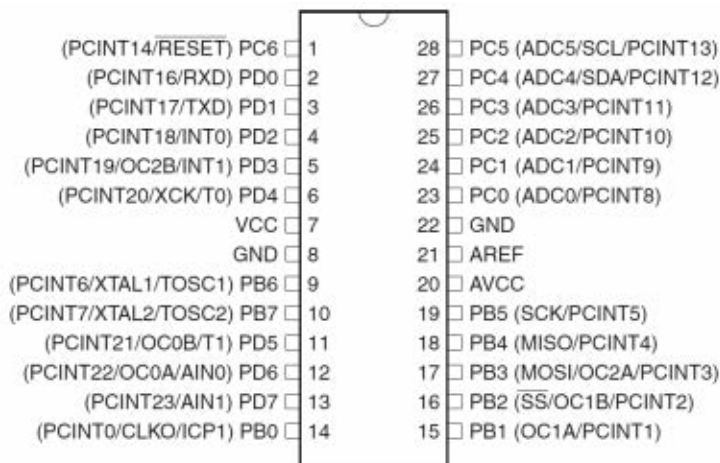 (PCINT14/RESET) PC6 1 28 PC5 (ADC5/SCL/PCINT13)
(PCINT16/RXD) PD0 2 27 PC4 (ADC4/SDA/PCINT12)
(PCINT17/TXD) PD1 3 26 PC3 (ADC3/PCINT11)
(PCINT18/INT0) PD2 4 25 PC2 (ADC2/PCINT10)
(PCINT19/OC2B/INT1) PD3 5 24 PC1 (ADC1/PCINT9)
(PCINT20/XCK/T0) PD4 6 23 PC0 (ADC0/PCINT8)
VCC 7 22 GND
GND 8 21 AREF
(PCINT6/XTAL1/TOSC1) PB6 9 20 AVCC
(PCINT7/XTAL2/TOSC2) PB7 10 19 PB5 (SCK/PCINT5)
(PCINT21/OC0B/T1) PD5 11 18 PB4 (MISO/PCINT4)
(PCINT22/OC0A/AIN0) PD6 12 17 PB3 (MOSI/OC2A/PCINT3)
(PCINT23/AIN1) PD7 13 16 PB2 (SS/OC1B/PCINT2)
(PCINT0/CLKO/ICP1) PB0 14 15 PB1 (OC1A/PCINT1)